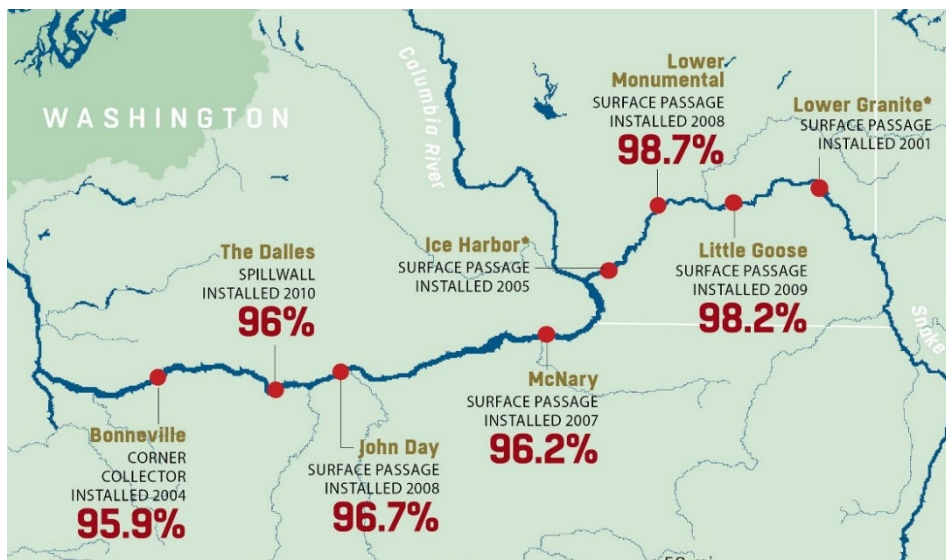 WASHINGTON
Columbia River
Lower
Monumental
SURFACE PASSAGE
INSTALLED 2008
98.7%
Lower Granite*
SURFACE PASSAGE
INSTALLED 2001
The Dalles
SPILLWALL
INSTALLED 2010
96%
Ice Harbor*
SURFACE PASSAGE
INSTALLED 2005
Little Goose
SURFACE PASSAGE
INSTALLED 2009
98.2%
Snake
Bonneville
CORNER
COLLECTOR
INSTALLED 2004
95.9%
John Day
SURFACE PASSAGE
INSTALLED 2008
96.7%
McNary
SURFACE PASSAGE
INSTALLED 2007
96.2%